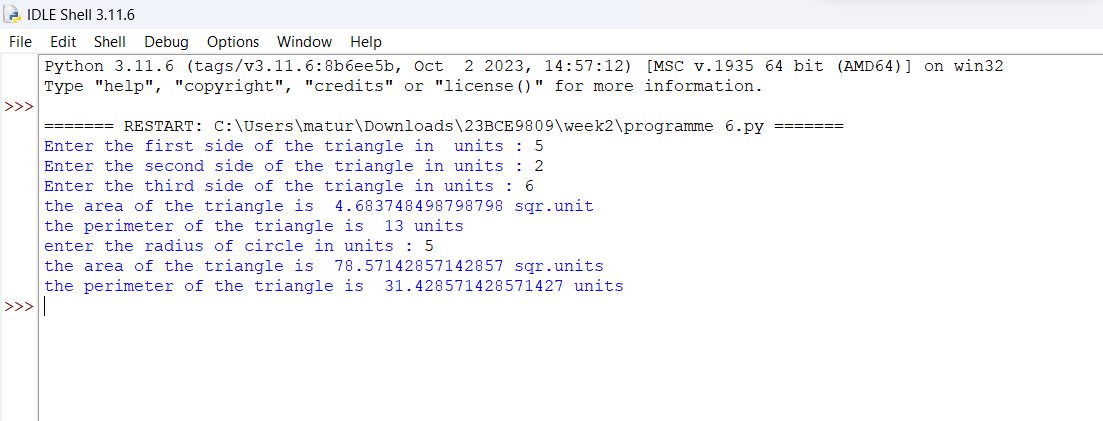 IDLE Shell 3.11.6
File Edit Shell Debug Options Window Help
Python 3.11.6 (tags/v3.11.6:8b6ee5b, Oct  2 2023, 14:57:12) [MSC v.1935 64 bit (AMD64)] on win32
Type "help", "copyright", "credits" or "license()" for more information.
>>>
======= RESTART: C:\Users\matur\Downloads\23BCE9809\week2\programme 6.py =======
Enter the first side of the triangle in  units : 5
Enter the second side of the triangle in units : 2
Enter the third side of the triangle in units : 6
the area of the triangle is  4.683748498798798 sqr.unit
the perimeter of the triangle is  13 units
enter the radius of circle in units : 5
the area of the triangle is  78.57142857142857 sqr.units
the perimeter of the triangle is  31.428571428571427 units
>>>